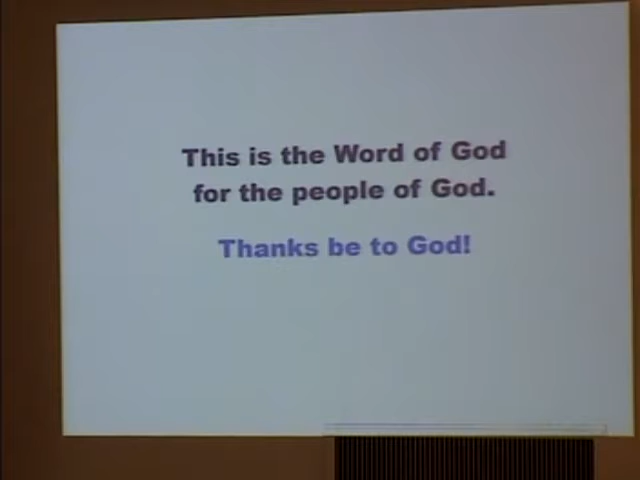 This is the Word of God
for the people of God.
Thanks be to God!